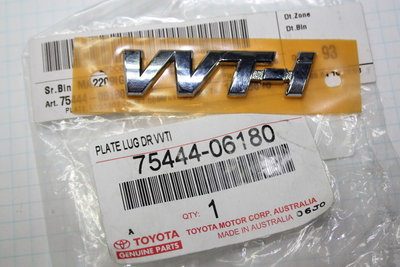 Dt.Zone
Dt.Bin
Sr.Bin
Art. 75444-06180
93
VVT-i
PLATE LUG DR VVTI
75444-06180
QTY: 1
A
TOYOTA
GENUINE PARTS
TOYOTA MOTOR CORP. AUSTRALIA
MADE IN AUSTRALIA